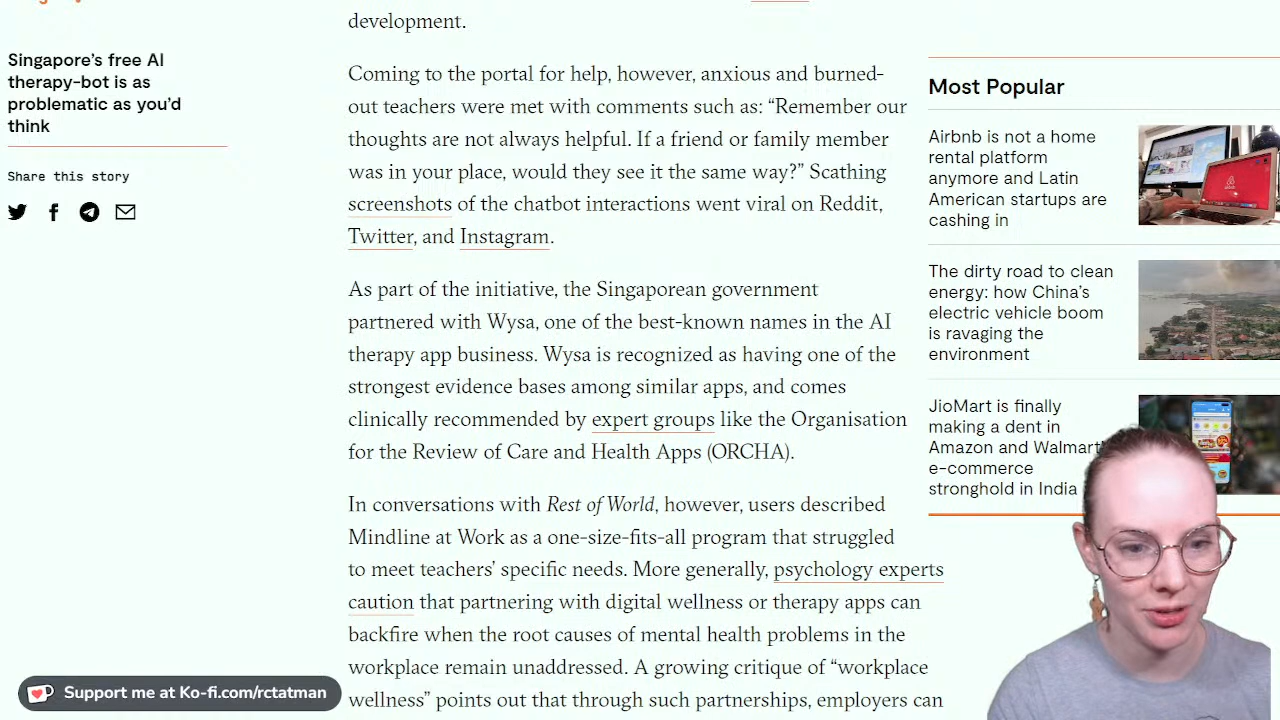 development.
Singapore's free AI
therapy-bot is as
problematic as you'd
think
Share this story
Coming to the portal for help, however, anxious and burned-
out teachers were met with comments such as: “Remember our
thoughts are not always helpful. If a friend or family member
was in your place, would they see it the same way?” Scathing
screenshots of the chatbot interactions went viral on Reddit,
Twitter, and Instagram.
As part of the initiative, the Singaporean government
partnered with Wysa, one of the best-known names in the AI
therapy app business. Wysa is recognized as having one of the
strongest evidence bases among similar apps, and comes
clinically recommended by expert groups like the Organisation
for the Review of Care and Health Apps (ORCHA).
In conversations with Rest of World, however, users described
Mindline at Work as a one-size-fits-all program that struggled
to meet teachers’ specific needs. More generally, psychology experts
caution that partnering with digital wellness or therapy apps can
backfire when the root causes of mental health problems in the
workplace remain unaddressed. A growing critique of “workplace
wellness” points out that through such partnerships, employers can
Most Popular
Airbnb is not a home
rental platform
anymore and Latin
American startups are
cashing in
The dirty road to clean
energy: how China’s
electric vehicle boom
is ravaging the
environment
JioMart is finally
making a dent in
Amazon and Walmart’
e-commerce
stronghold in India
Support me at Ko-fi.com/rctatman